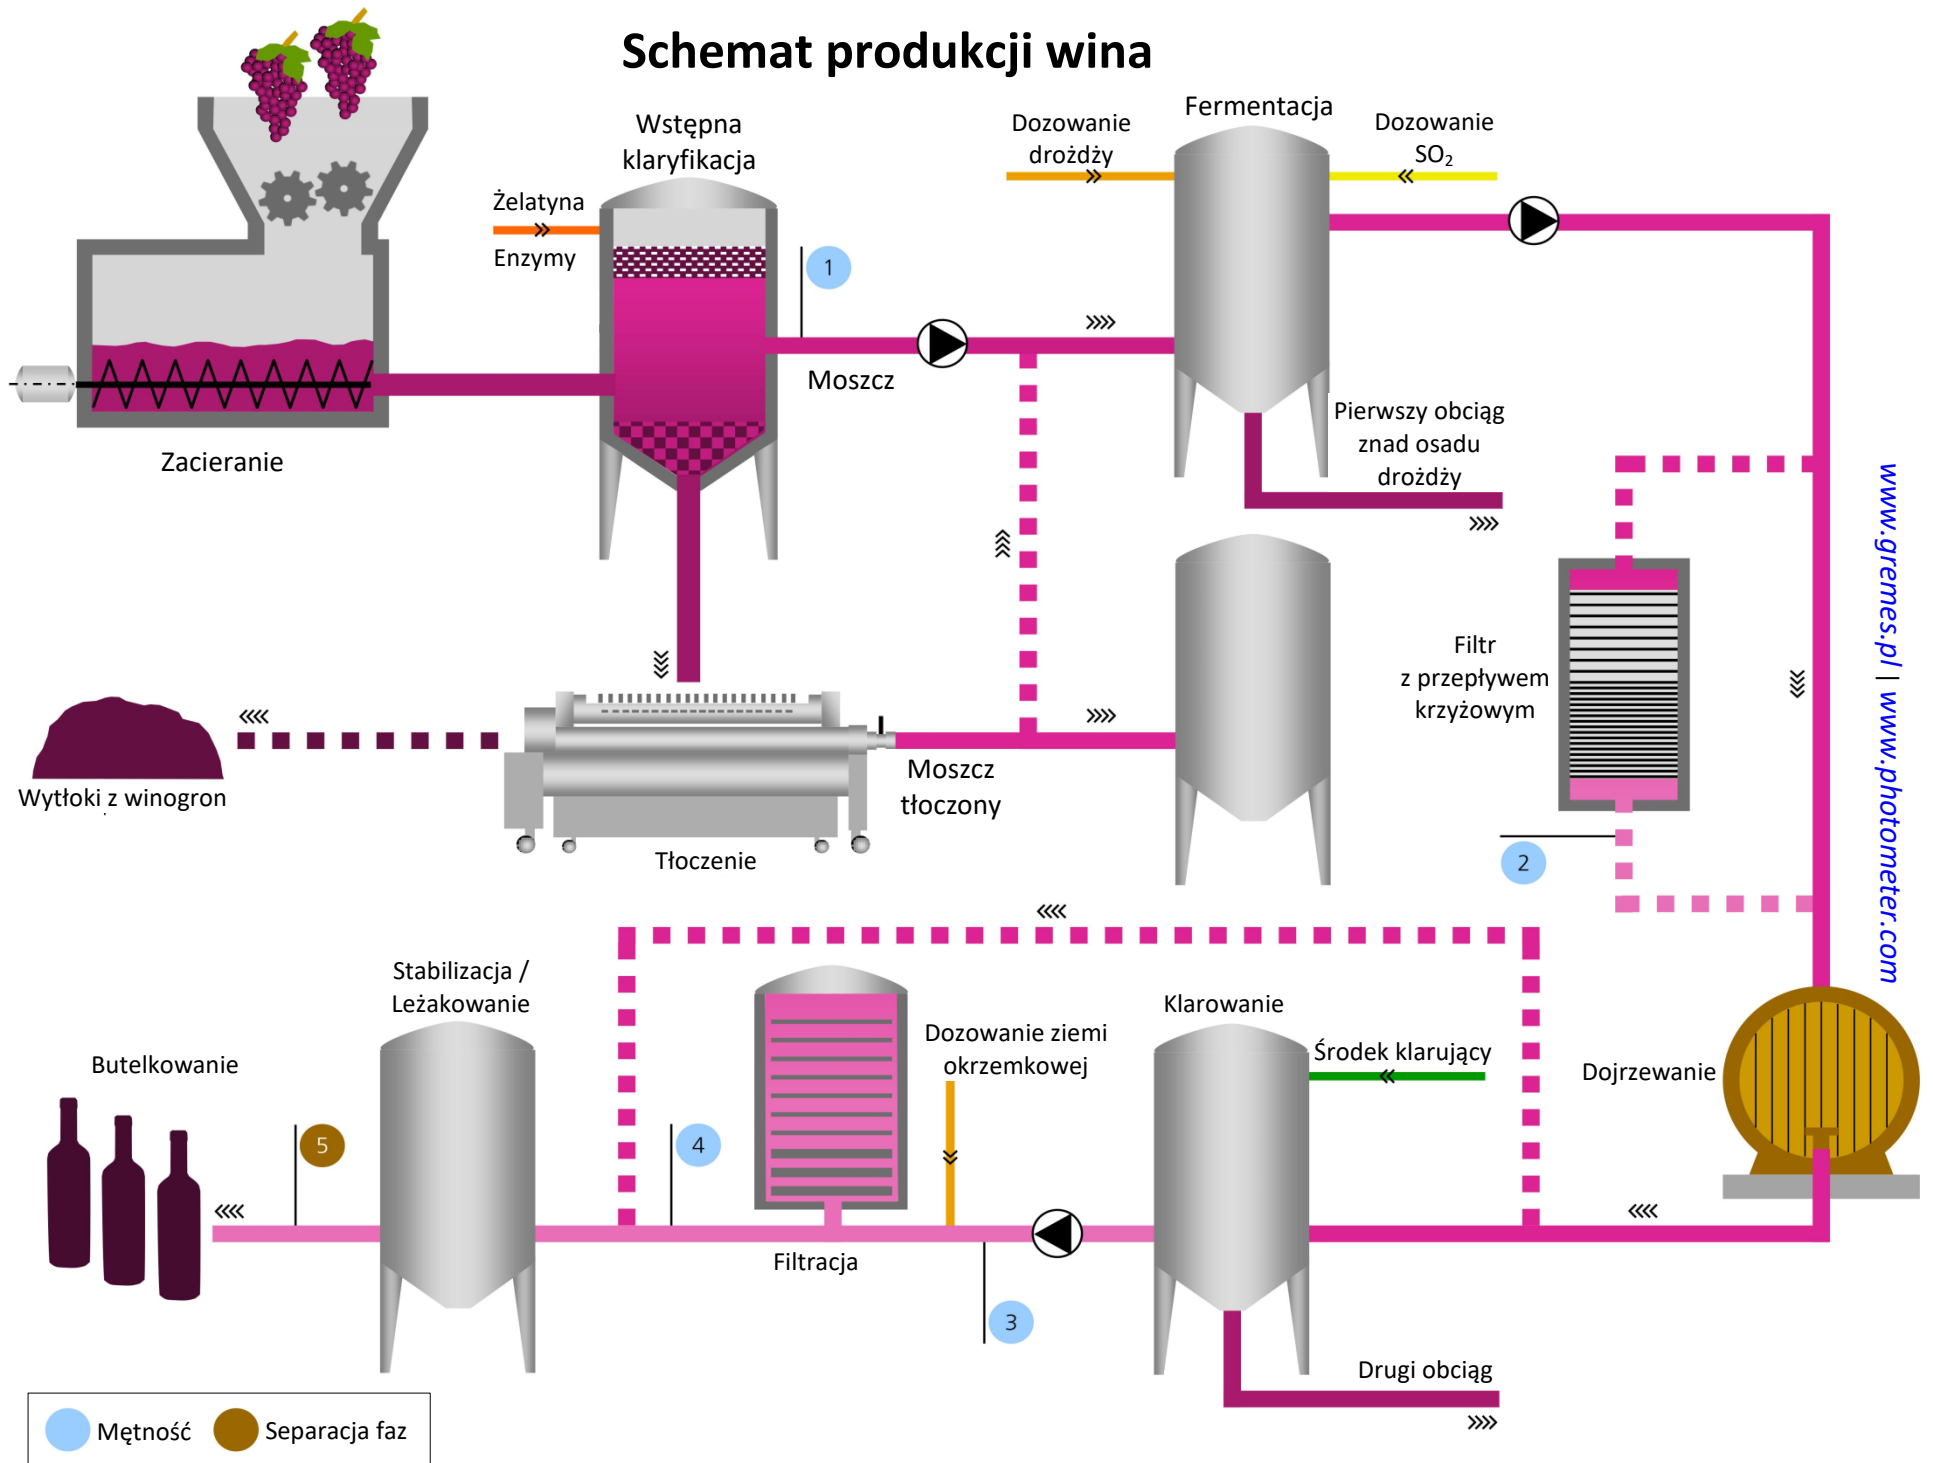 Schemat produkcji wina
Wstępna
klaryfikacja
Żelatyna
Enzymy
1
Moszcz
Zacieranie
Dozowanie
drożdży
Fermentacja
Dozowanie
SO₂
Pierwszy obciąg
znad osadu
drożdży
Filtr
z przepływem
krzyżowym
2
www.gremes.pl | www.photometer.com
Wytłoki z winogron
Tłoczenie
Moszcz
tłoczony
Stabilizacja /
Leżakowanie
Butelkowanie
5
4
Filtracja
Dozowanie ziemi
okrzemkowej
3
Klarowanie
Środek klarujący
Dojrzewanie
Drugi obciąg
Mętność
Separacja faz